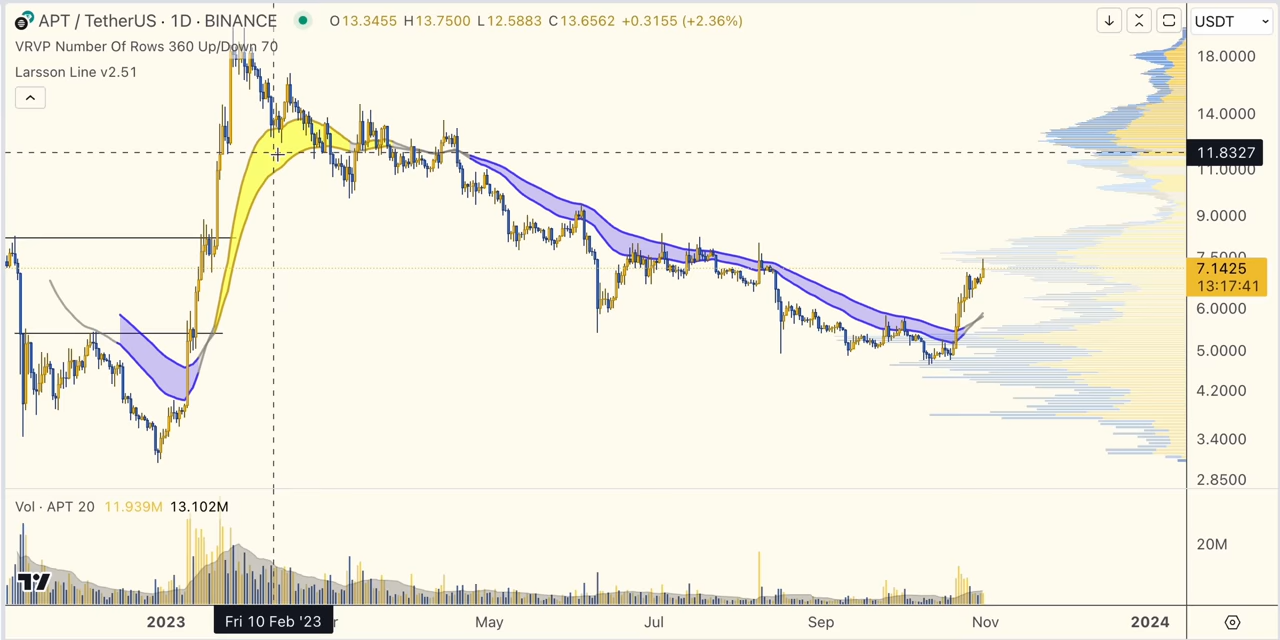 APT / TetherUS · 1D · BINANCE O13.3455 H13.7500 L12.5883 C13.6562 +0.3155 (+2.36%)
USDT
VRVP Number Of Rows 360 Up/Down 70
Larsson Line v2.51
18.0000
14.0000
11.8327
11.0000
9.0000
7.5000
7.1425
13:17:41
6.0000
5.0000
4.2000
3.4000
2.8500
Vol · APT 20 11.939M 13.102M
20M
2023 Fri 10 Feb '23 May Jul Sep Nov 2024